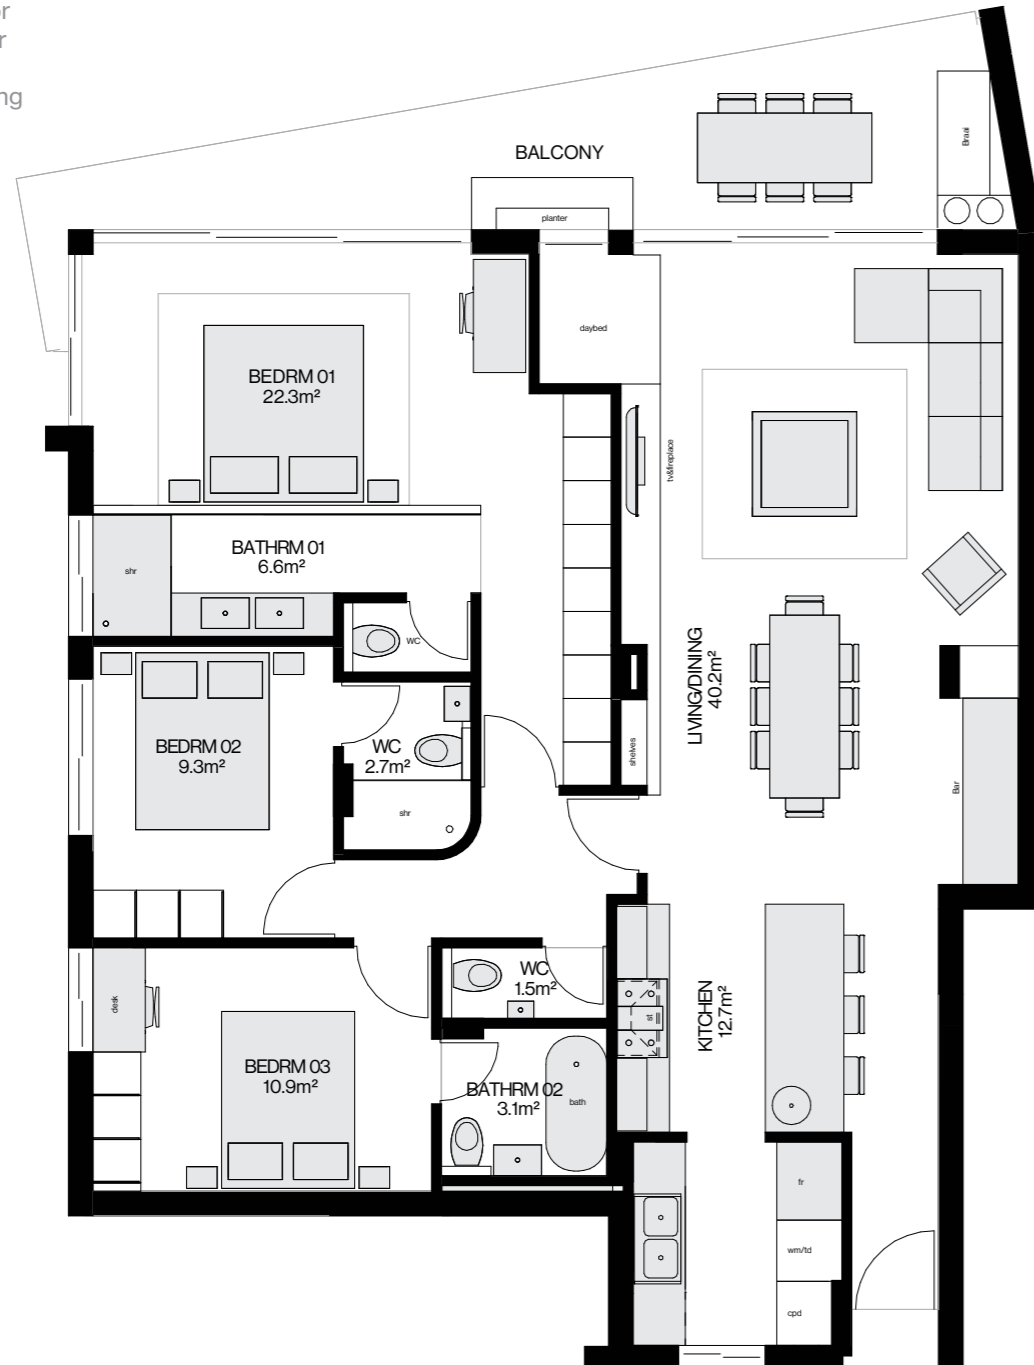 BALCONY
Braai
planter
daybed
BEDRM 01
22.3m²
tv&fireplace
BATHRM 01
6.6m²
shr
WC
LIVING/DINING
40.2m²
BEDRM 02
9.3m²
WC
2.7m²
shelves
shr
Bar
WC
1.5m²
desk
KITCHEN
12.7m²
st
BEDRM 03
10.9m²
BATHRM 02
3.1m²
bath
fr
wm/td
cpd